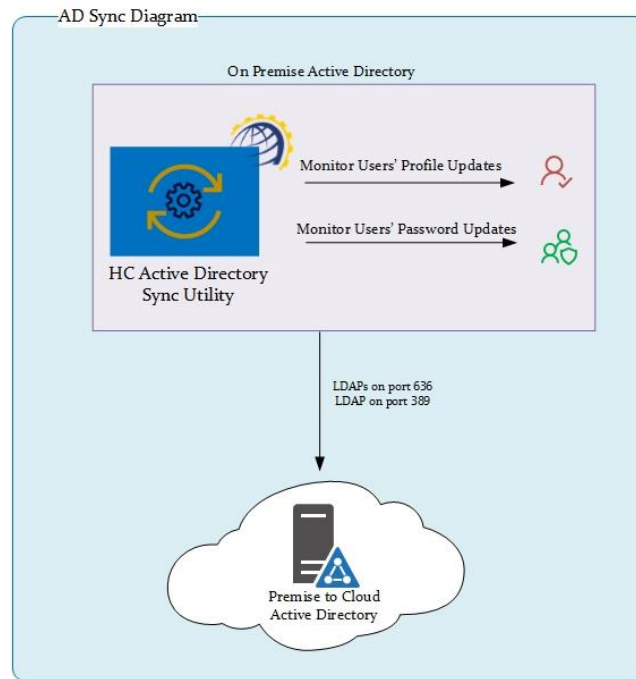 AD Sync Diagram
On Premise Active Directory
Monitor Users' Profile Updates
Monitor Users' Password Updates
HC Active Directory
Sync Utility
LDAPs on port 636
LDAP on port 389
Premise to Cloud
Active Directory